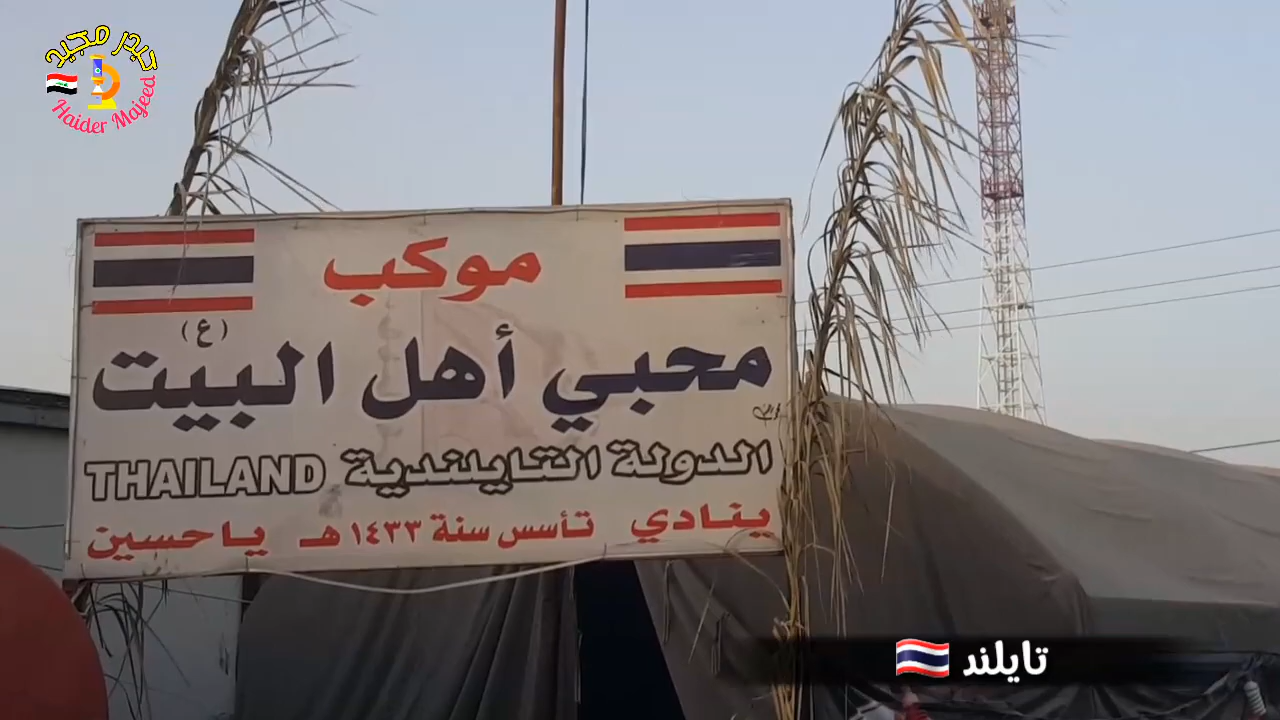 حيدر مجيد
Haider Majeed
موكب
محبي أهل البيت (ع)
الدولة التايلندية THAILAND
ينادي تأسس سنة ١٤٣٣ هـ ياحسين
تايلند